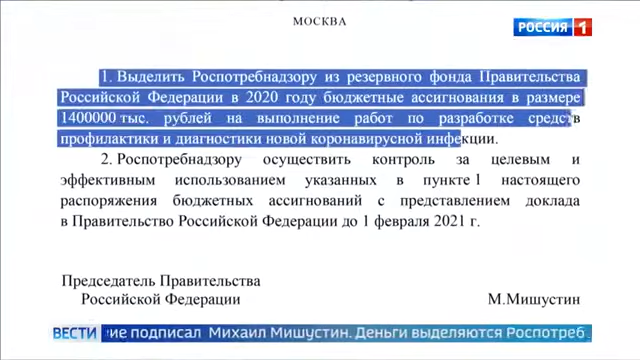 МОСКВА
РОССИЯ 1
1. Выделить Роспотребнадзору из резервного фонда Правительства
Российской Федерации в 2020 году бюджетные ассигнования в размере
1400000 тыс. рублей на выполнение работ по разработке средств
профилактики и диагностики новой коронавирусной инфекции.
2. Роспотребнадзору осуществить контроль за целевым и
эффективным использованием указанных в пункте 1 настоящего
распоряжения бюджетных ассигнований с представлением доклада
в Правительство Российской Федерации до 1 февраля 2021 г.
Председатель Правительства
Российской Федерации
М.Мишустин
ВЕСТИ
ие подписал Михаил Мишустин. Деньги выделяются Роспотреб